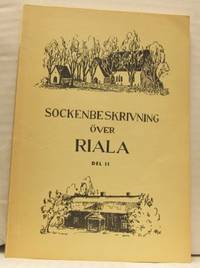 SOCKENBESKRIVNING
ÖVER
RIALA
DEL II